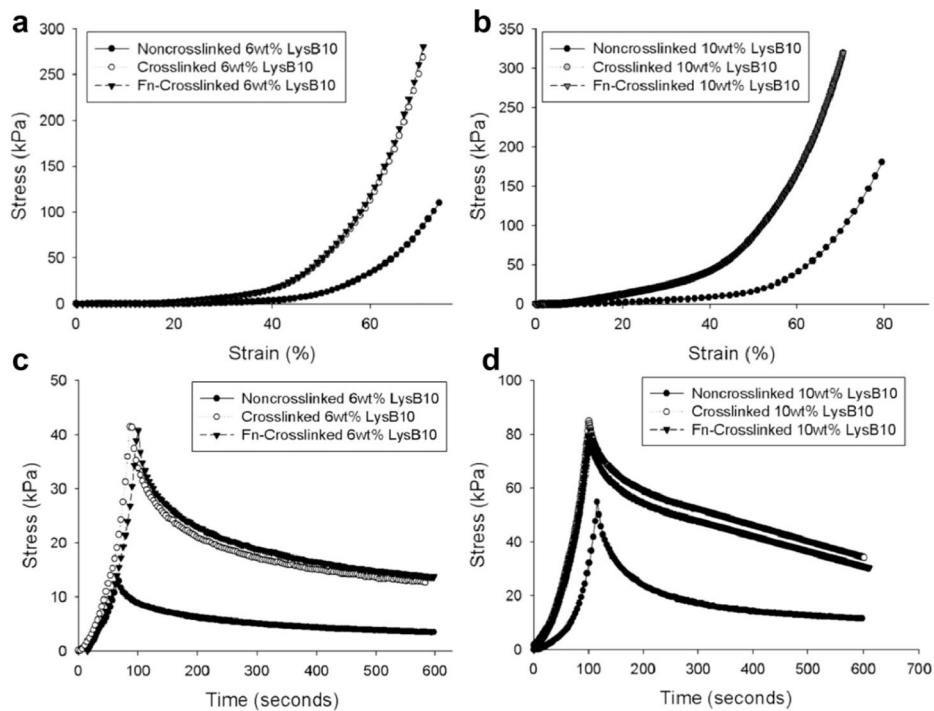 a
300
250
200
150
100
50
0
Stress (kPa)
Noncrosslinked 6wt% LysB10
Crosslinked 6wt% LysB10
Fn-Crosslinked 6wt% LysB10
0 20 40 60
Strain (%)
b
350
300
250
200
150
100
50
0
Stress (kPa)
Noncrosslinked 10wt% LysB10
Crosslinked 10wt% LysB10
Fn-Crosslinked 10wt% LysB10
0 20 40 60 80
Strain (%)
c
50
40
30
20
10
0
Stress (kPa)
Noncrosslinked 6wt% LysB10
Crosslinked 6wt% LysB10
Fn-Crosslinked 6wt% LysB10
0 100 200 300 400 500 600
Time (seconds)
d
100
80
60
40
20
0
Stress (kPa)
Noncrosslinked 10wt% LysB10
Crosslinked 10wt% LysB10
Fn-Crosslinked 10wt% LysB10
0 100 200 300 400 500 600 700
Time (seconds)